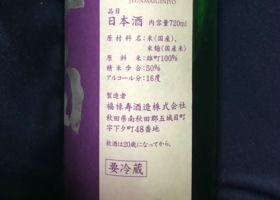 JYUNMAIGINJYO
品目
日本酒 内容量720ml
原材料名：米(国産)、
米麹(国産米)
原料米：雄町100%
精米歩合：50%
アルコール分：16度
製造者
福禄寿酒造株式会社
秋田県南秋田郡五城目町
字下タ町48番地
飲酒は20歳になってから。
要冷蔵